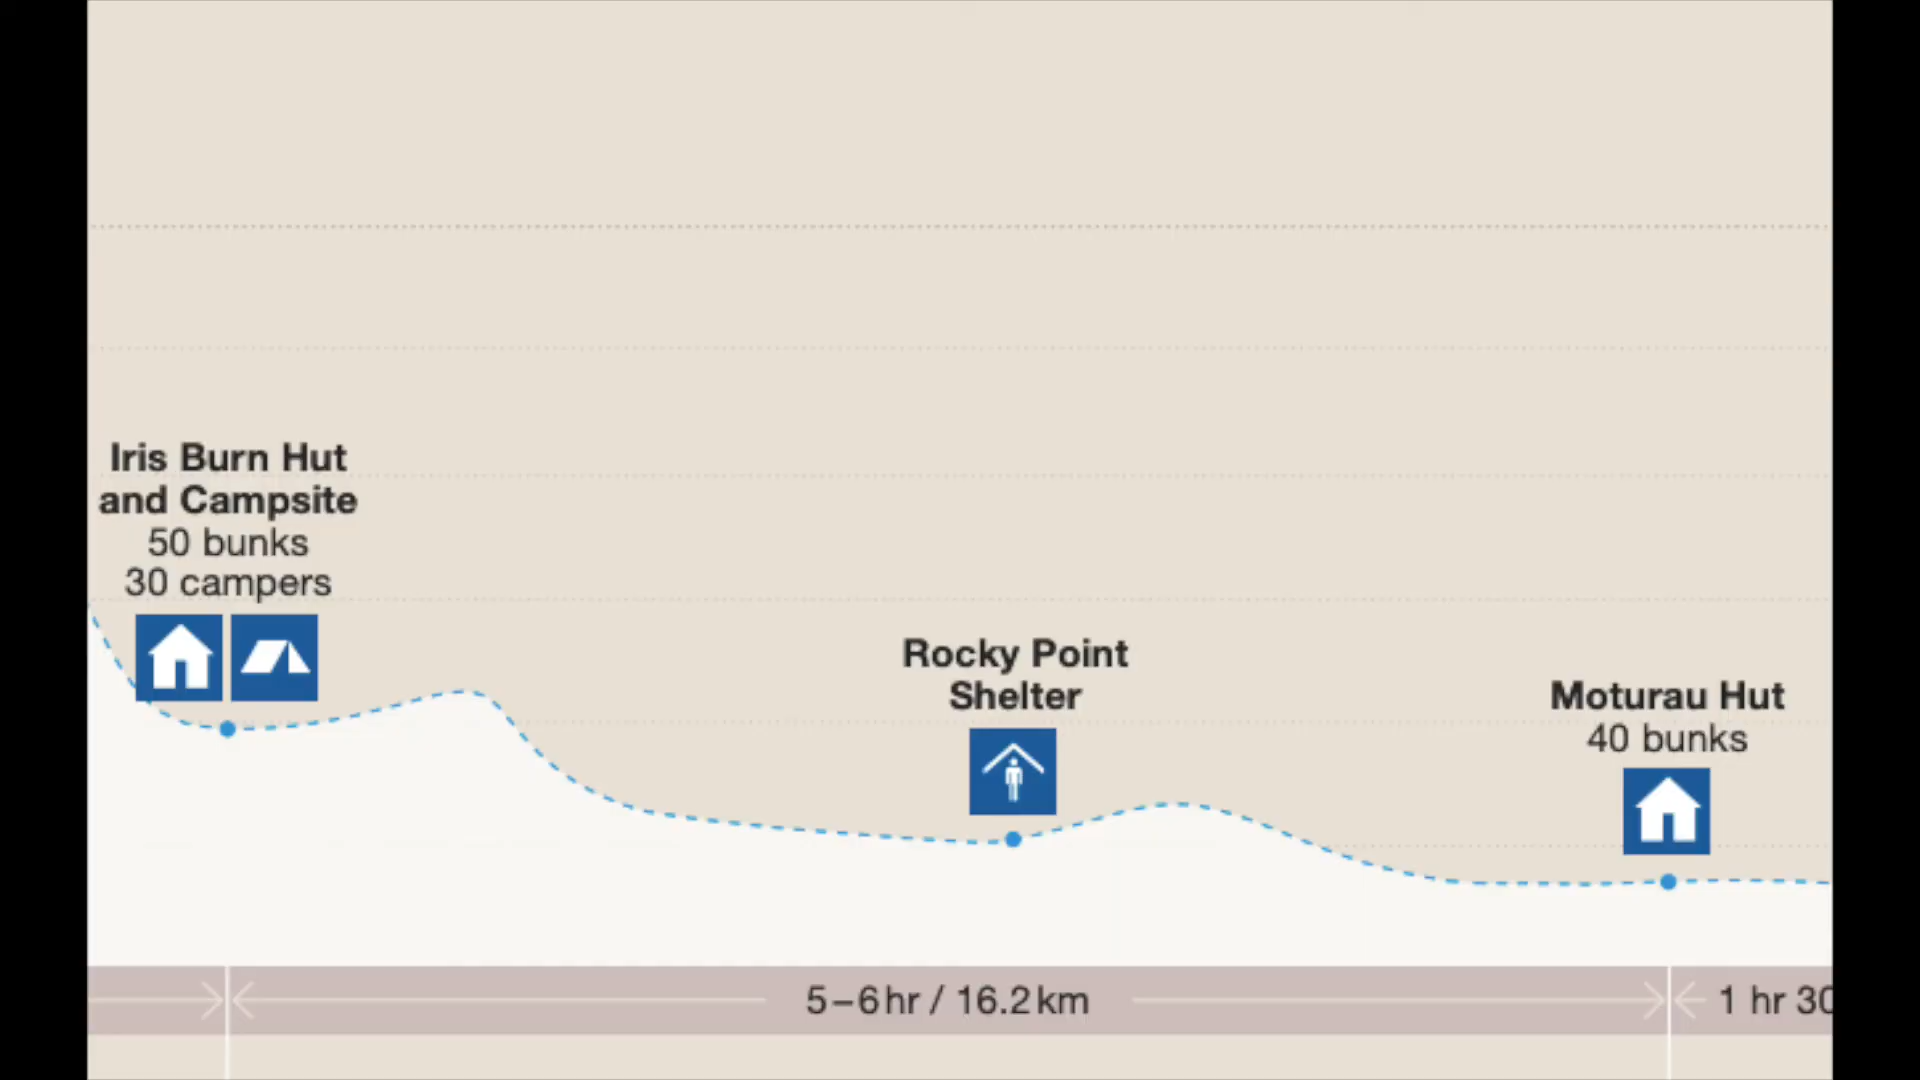 Iris Burn Hut
and Campsite
50 bunks
30 campers
Rocky Point
Shelter
Moturau Hut
40 bunks
5–6 hr / 16.2 km
1 hr 30